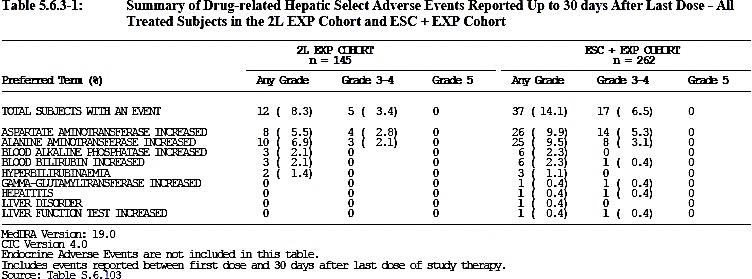 Table 5.6.3-1: Summary of Drug-related Hepatic Select Adverse Events Reported Up to 30 days After Last Dose - All
Treated Subjects in the 2L EXP Cohort and ESC + EXP Cohort
2L EXP COHORT ESC + EXP COHORT
n = 145 n = 262
Preferred Term (%) Any Grade Grade 3-4 Grade 5 Any Grade Grade 3-4 Grade 5
TOTAL SUBJECTS WITH AN EVENT 12 ( 8.3) 5 ( 3.4) 0 37 ( 14.1) 17 ( 6.5) 0
ASPARTATE AMINOTRANSFERASE INCREASED 8 ( 5.5) 4 ( 2.8) 0 26 ( 9.9) 14 ( 5.3) 0
ALANINE AMINOTRANSFERASE INCREASED 10 ( 6.9) 3 ( 2.1) 0 25 ( 9.5) 8 ( 3.1) 0
BLOOD ALKALINE PHOSPHATASE INCREASED 3 ( 2.1) 0 0 6 ( 2.3) 0 0
BLOOD BILIRUBIN INCREASED 3 ( 2.1) 0 0 6 ( 2.3) 1 ( 0.4) 0
HYPERBILIRUBINAEMIA 2 ( 1.4) 0 0 3 ( 1.1) 0 0
GAMMA-GLUTAMYLTRANSFERASE INCREASED 0 0 0 1 ( 0.4) 1 ( 0.4) 0
HEPATITIS 0 0 0 1 ( 0.4) 1 ( 0.4) 0
LIVER DISORDER 0 0 0 1 ( 0.4) 0 0
LIVER FUNCTION TEST INCREASED 0 0 0 1 ( 0.4) 1 ( 0.4) 0
MedDRA Version: 19.0
CTC Version 4.0
Endocrine Adverse Events are not included in this table.
Includes events reported between first dose and 30 days after last dose of study therapy.
Source: Table S.6.103